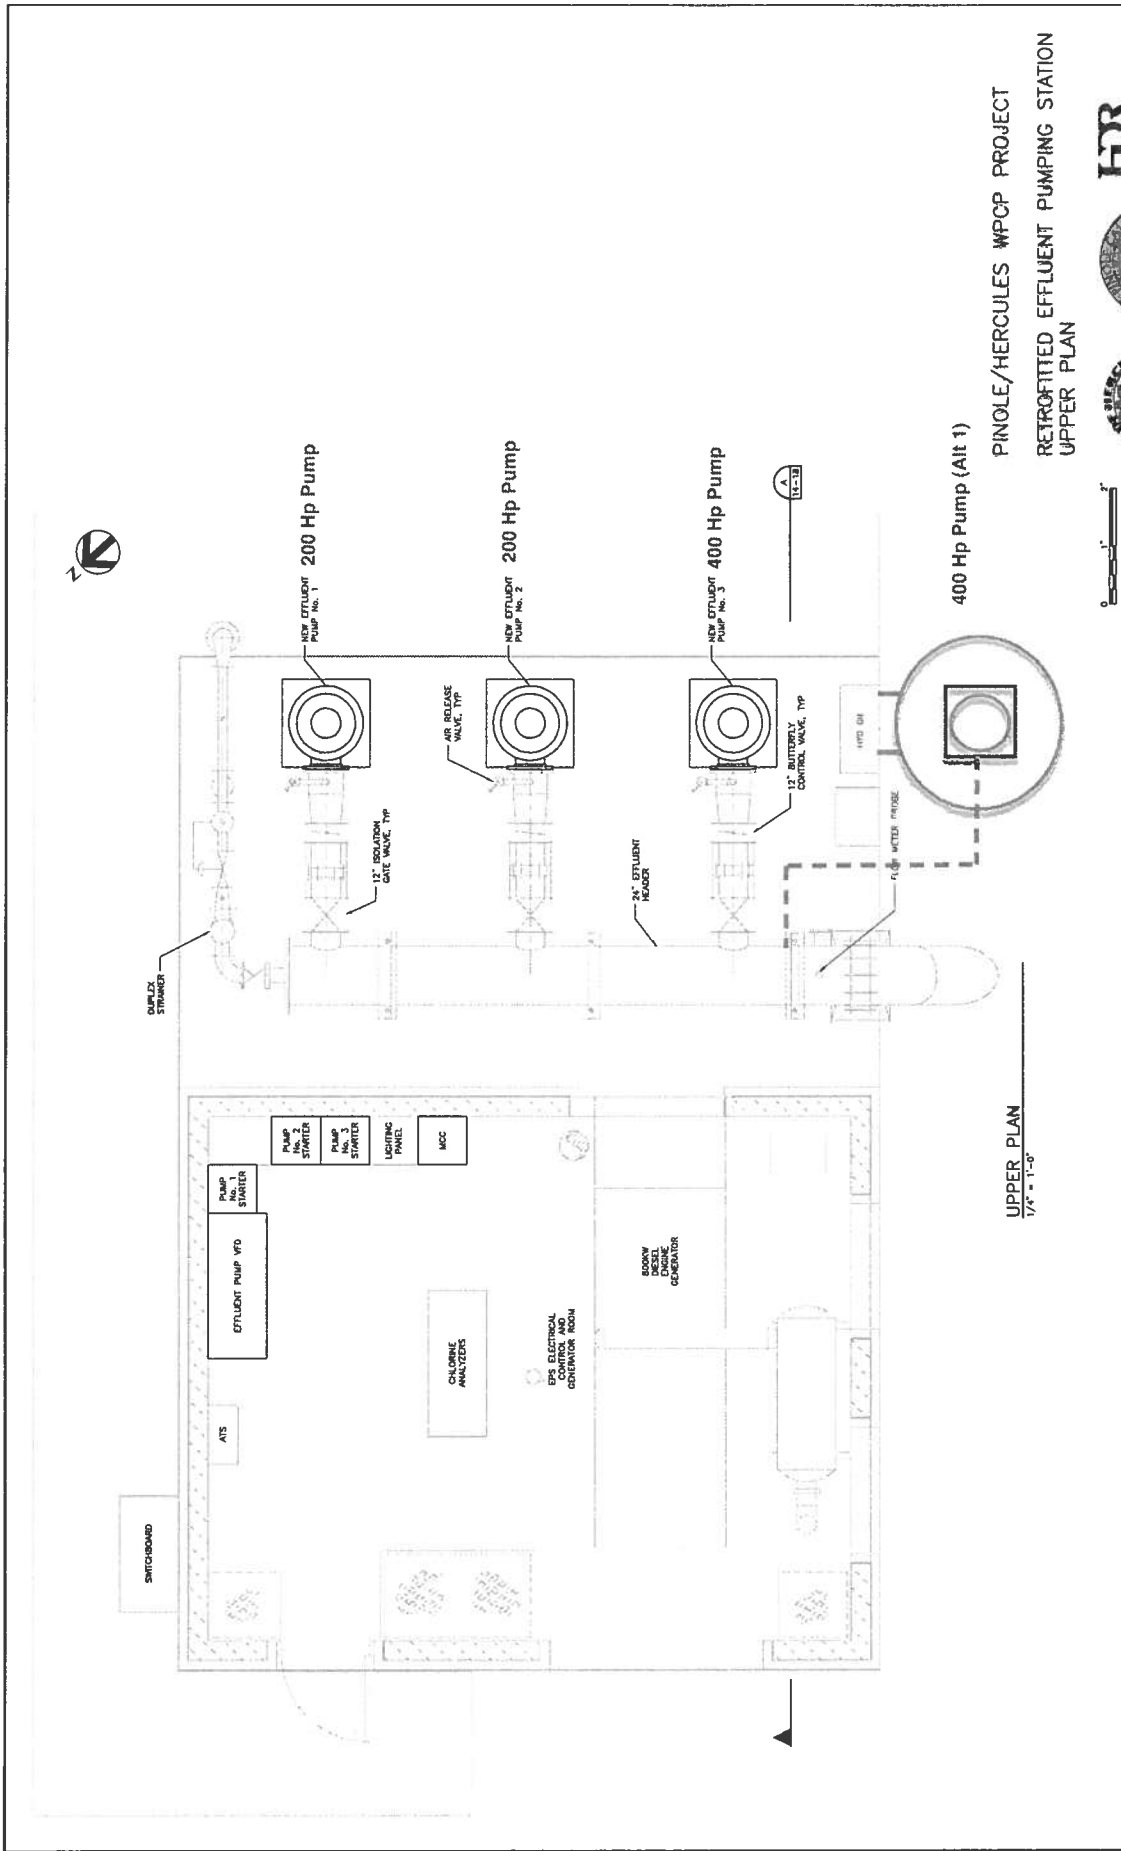 SWITCHBOARD
ATS
EFFLUENT PUMP VFD
PUMP
No. 1
STARTER
PUMP
No. 2
STARTER
PUMP
No. 3
STARTER
LIGHTING
PANEL
MCC
CHLORINE
ANALYZERS
EPS ELECTRICAL
CONTROL AND
GENERATOR ROOM
800KW
DIESEL
ENGINE
GENERATOR
DUPLEX
STRAINER
12" ISOLATION
GATE VALVE, TYP
AIR RELEASE
VALVE, TYP
24" EFFLUENT
HEADER
12" BUTTERFLY
CONTROL VALVE, TYP
FLOW METER PROBE
N
NEW EFFLUENT
PUMP No. 1
200 Hp Pump
NEW EFFLUENT
PUMP No. 2
200 Hp Pump
NEW EFFLUENT
PUMP No. 3
400 Hp Pump
A
14-18
400 Hp Pump (Alt 1)
UPPER PLAN
1/4" = 1'-0"
PINOLE/HERCULES WPCP PROJECT
RETROFITTED EFFLUENT PUMPING STATION
UPPER PLAN
0 1" 2"
HDR